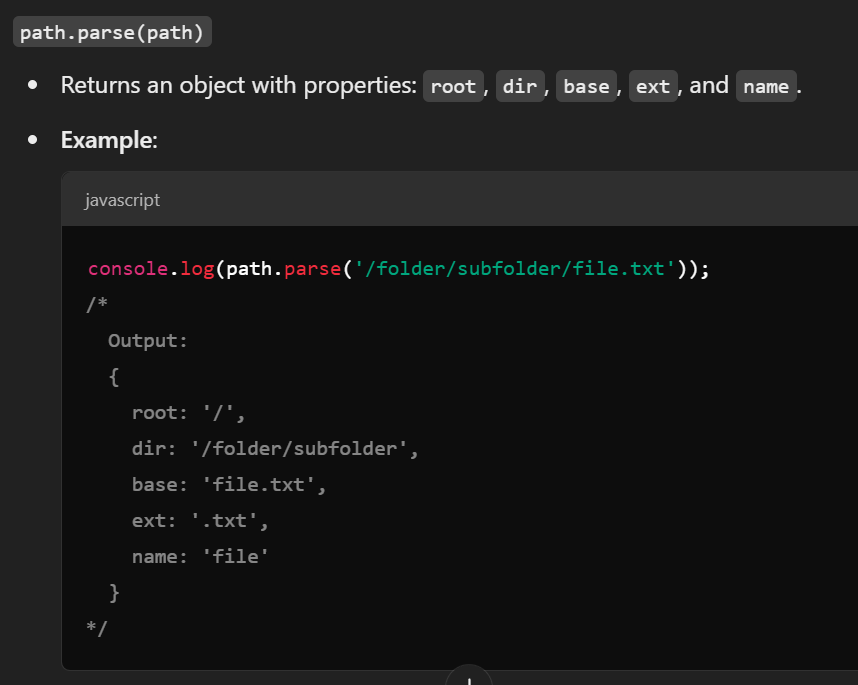 path.parse(path)
Returns an object with properties: root, dir, base, ext, and name.
Example:
javascript
console.log(path.parse('/folder/subfolder/file.txt'));
/*
  Output:
  {
    root: '/',
    dir: '/folder/subfolder',
    base: 'file.txt',
    ext: '.txt',
    name: 'file'
  }
*/